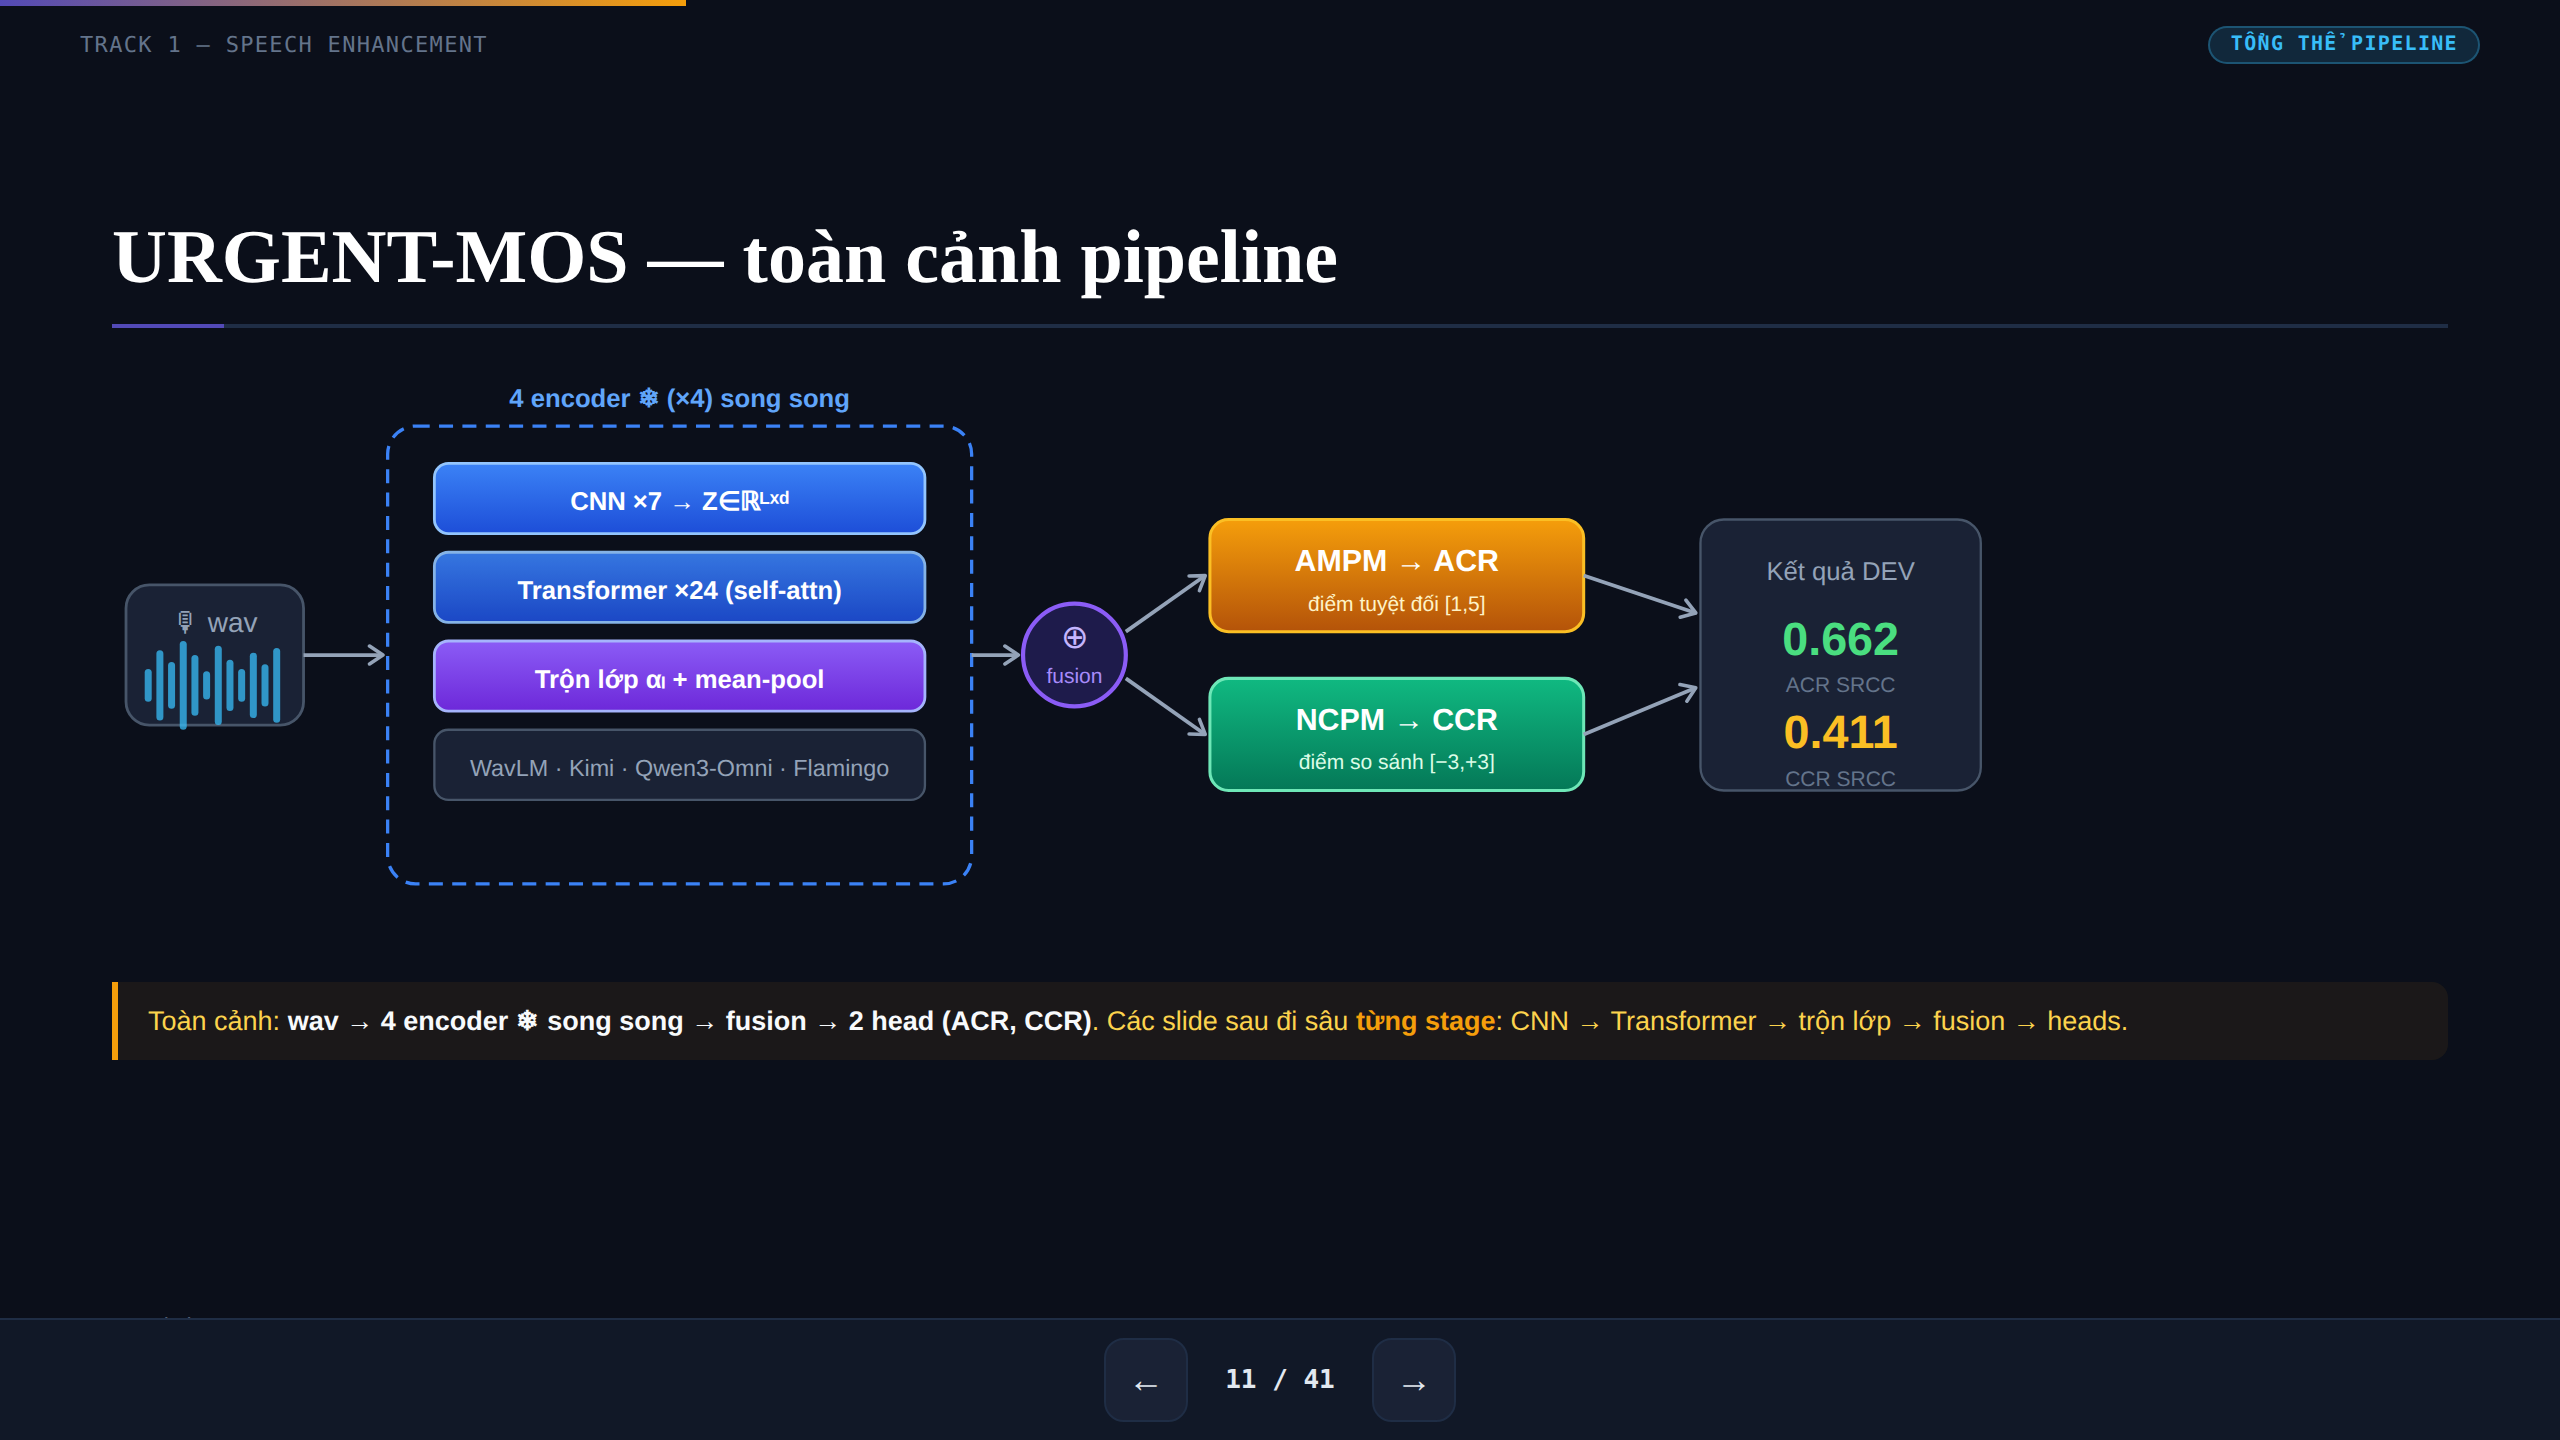 TRACK 1 — SPEECH ENHANCEMENT
TỔNG THỂ PIPELINE
URGENT-MOS — toàn cảnh pipeline
4 encoder ❄ (×4) song song
CNN ×7 → Z∈ℝᴸˣᵈ
Transformer ×24 (self-attn)
Trộn lớp αₗ + mean-pool
WavLM · Kimi · Qwen3-Omni · Flamingo
🎙 wav
⊕
fusion
AMPM → ACR
điểm tuyệt đối [1,5]
NCPM → CCR
điểm so sánh [−3,+3]
Kết quả DEV
0.662
ACR SRCC
0.411
CCR SRCC
Toàn cảnh: wav → 4 encoder ❄ song song → fusion → 2 head (ACR, CCR). Các slide sau đi sâu từng stage: CNN → Transformer → trộn lớp → fusion → heads.
← 11 / 41 →